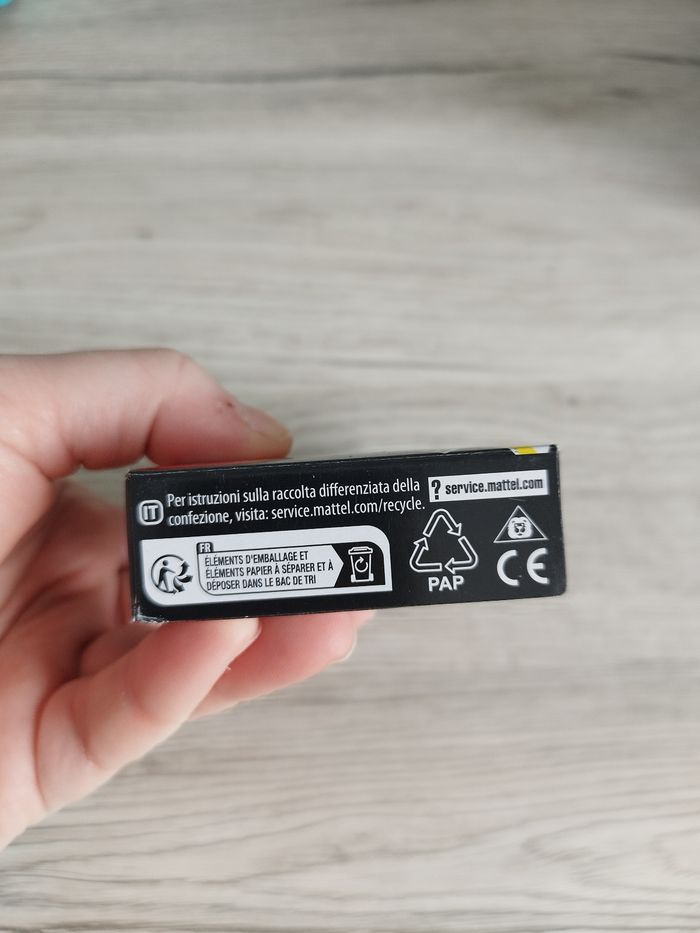 IT
Per istruzioni sulla raccolta differenziata della
confezione, visita: service.mattel.com/recycle.
? service.mattel.com
FR
ÉLÉMENTS D'EMBALLAGE ET
ÉLÉMENTS PAPIER À SÉPARER ET À
DÉPOSER DANS LE BAC DE TRI
PAP
CE